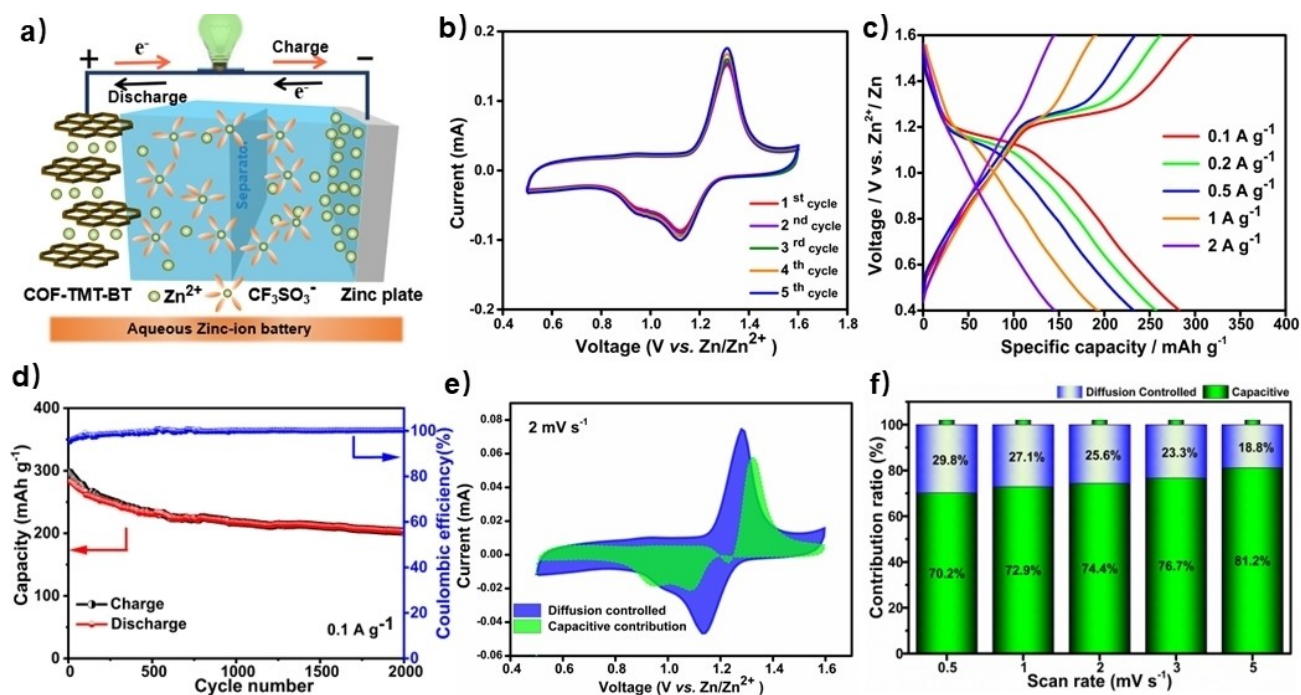 a)
+
e-
Charge
−
Discharge
e-
Separator
COF-TMT-BT
Zn2+
CF3SO3-
Zinc plate
Aqueous Zinc-ion battery
b)
0.2
0.1
0.0
-0.1
-0.2
Current (mA)
1 st cycle
2 nd cycle
3 rd cycle
4 th cycle
5 th cycle
0.4 0.6 0.8 1.0 1.2 1.4 1.6 1.8
Voltage (V vs. Zn/Zn2+ )
c)
1.6
1.4
1.2
1.0
0.8
0.6
0.4
Voltage / V vs. Zn2+/ Zn
0.1 A g-1
0.2 A g-1
0.5 A g-1
1 A g-1
2 A g-1
0 50 100 150 200 250 300 350 400
Specific capacity / mAh g-1
d)
400
300
200
100
0
Capacity (mAh g-1)
100
80
60
40
20
0
Coulombic efficiency(%)
Charge
Discharge
0.1 A g-1
0 500 1000 1500 2000
Cycle number
e)
2 mV s-1
0.08
0.06
0.04
0.02
0.00
-0.02
-0.04
-0.06
Current (mA)
Diffusion controlled
Capacitive contribution
0.4 0.6 0.8 1.0 1.2 1.4 1.6
Voltage (V vs. Zn/Zn2+ )
f)
Diffusion Controlled Capacitive
100
80
60
40
20
0
Contribution ratio (%)
29.8% 27.1% 25.6% 23.3% 18.8%
70.2% 72.9% 74.4% 76.7% 81.2%
0.5 1 2 3 5
Scan rate (mV s-1)